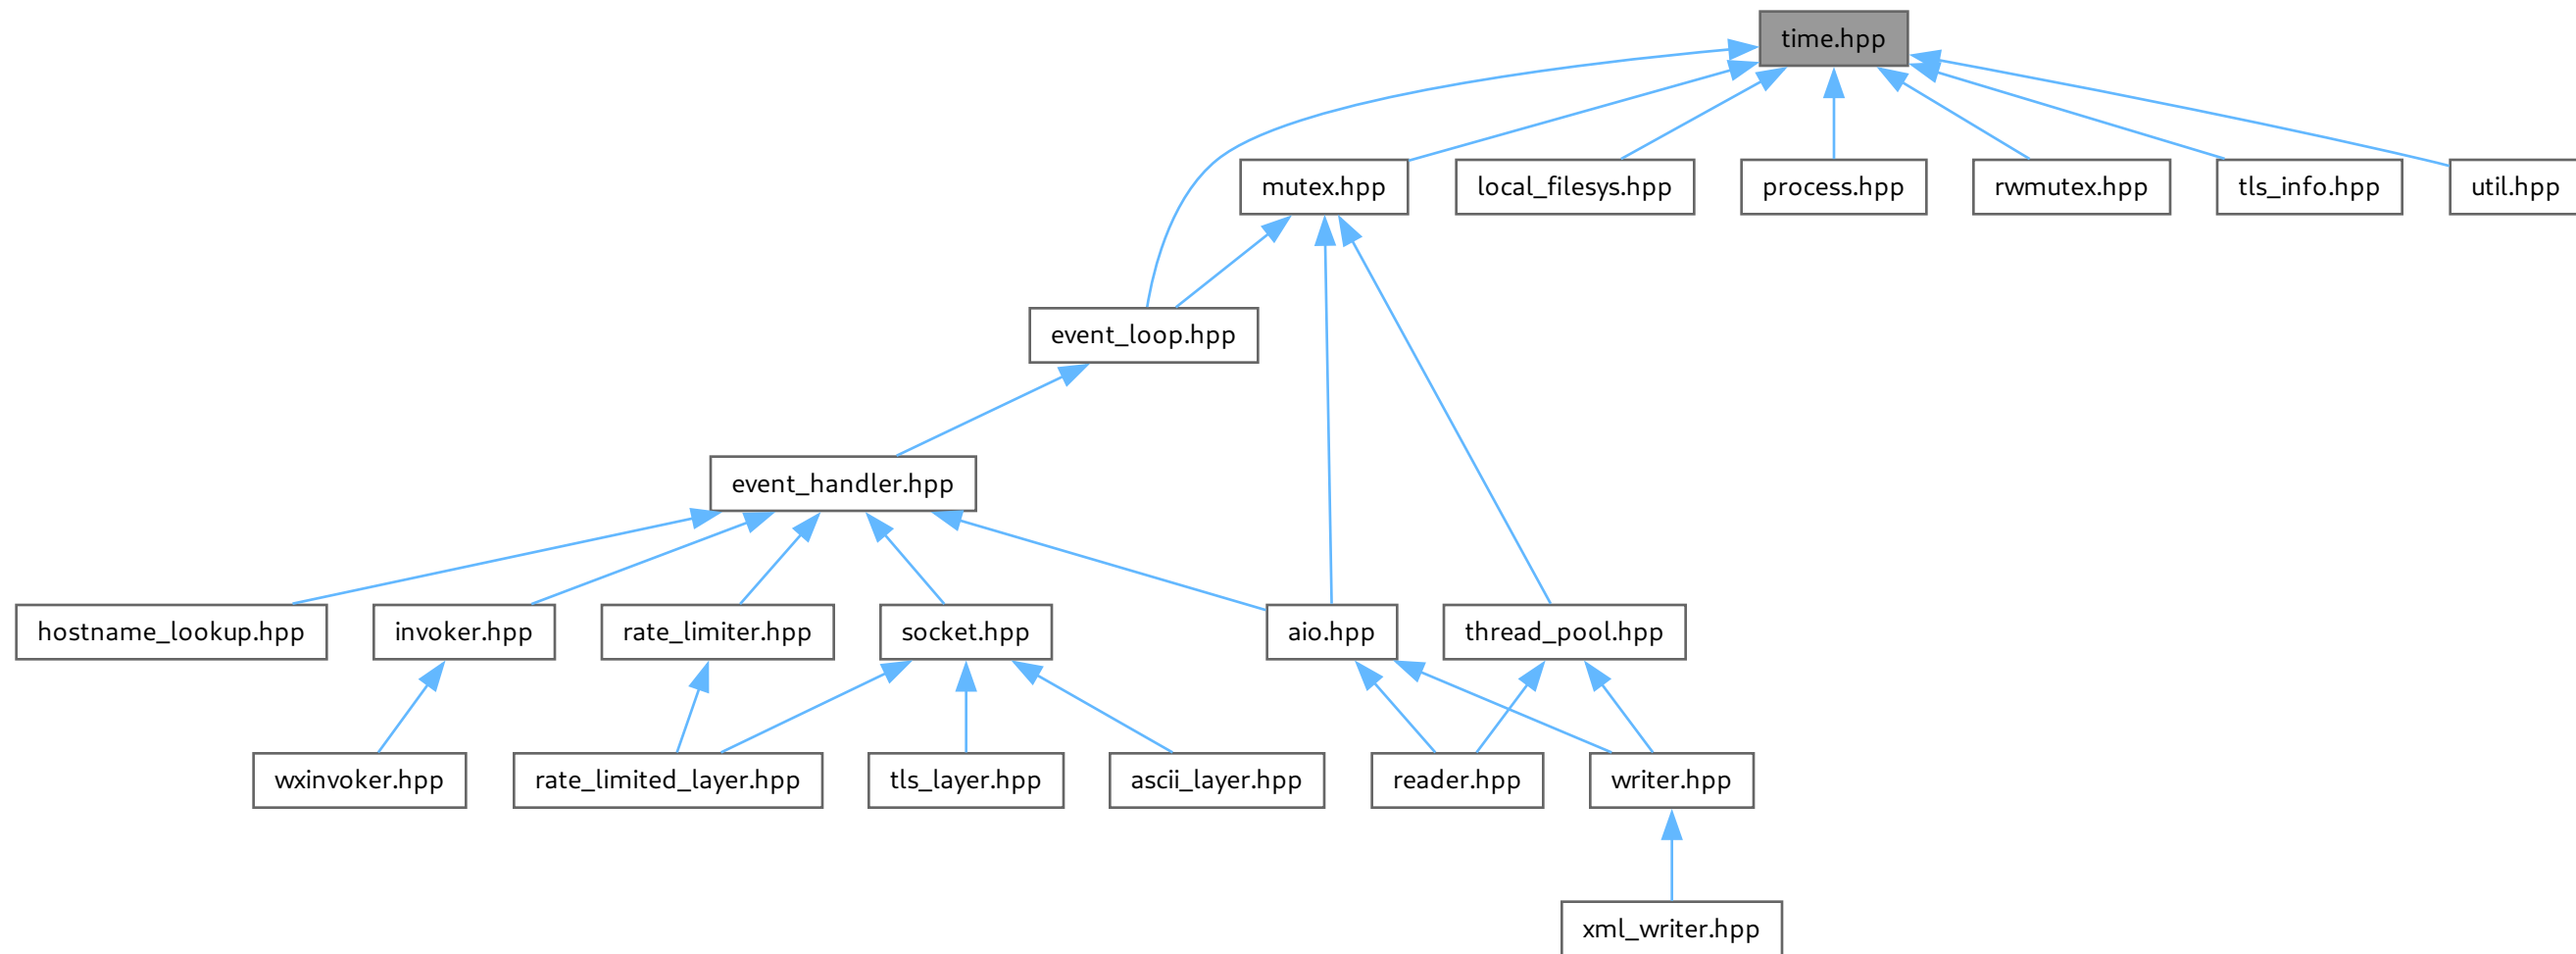 time.hpp
mutex.hpp
local_filesys.hpp
process.hpp
rwmutex.hpp
tls_info.hpp
util.hpp
event_loop.hpp
event_handler.hpp
hostname_lookup.hpp
invoker.hpp
rate_limiter.hpp
socket.hpp
aio.hpp
thread_pool.hpp
wxinvoker.hpp
rate_limited_layer.hpp
tls_layer.hpp
ascii_layer.hpp
reader.hpp
writer.hpp
xml_writer.hpp